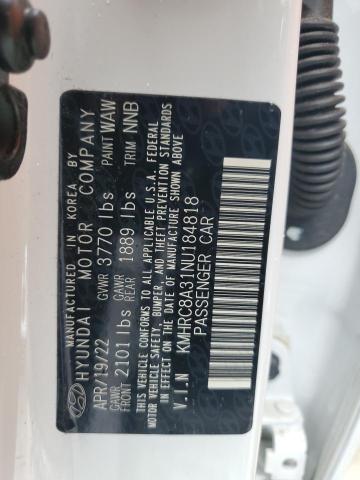 MANUFACTURED IN KOREA BY
HYUNDAI MOTOR COMPANY
APR/19/22 GVWR 3770 lbs PAINT WAW
GAWR FRONT 2101 lbs GAWR REAR 1889 lbs TRIM NNB
THIS VEHICLE CONFORMS TO ALL APPLICABLE U.S.A. FEDERAL
MOTOR VEHICLE SAFETY, BUMPER, AND THEFT PREVENTION STANDARDS
IN EFFECT ON THE DATE OF MANUFACTURE SHOWN ABOVE
V.I.N KMHRC8A31NU184818
PASSENGER CAR